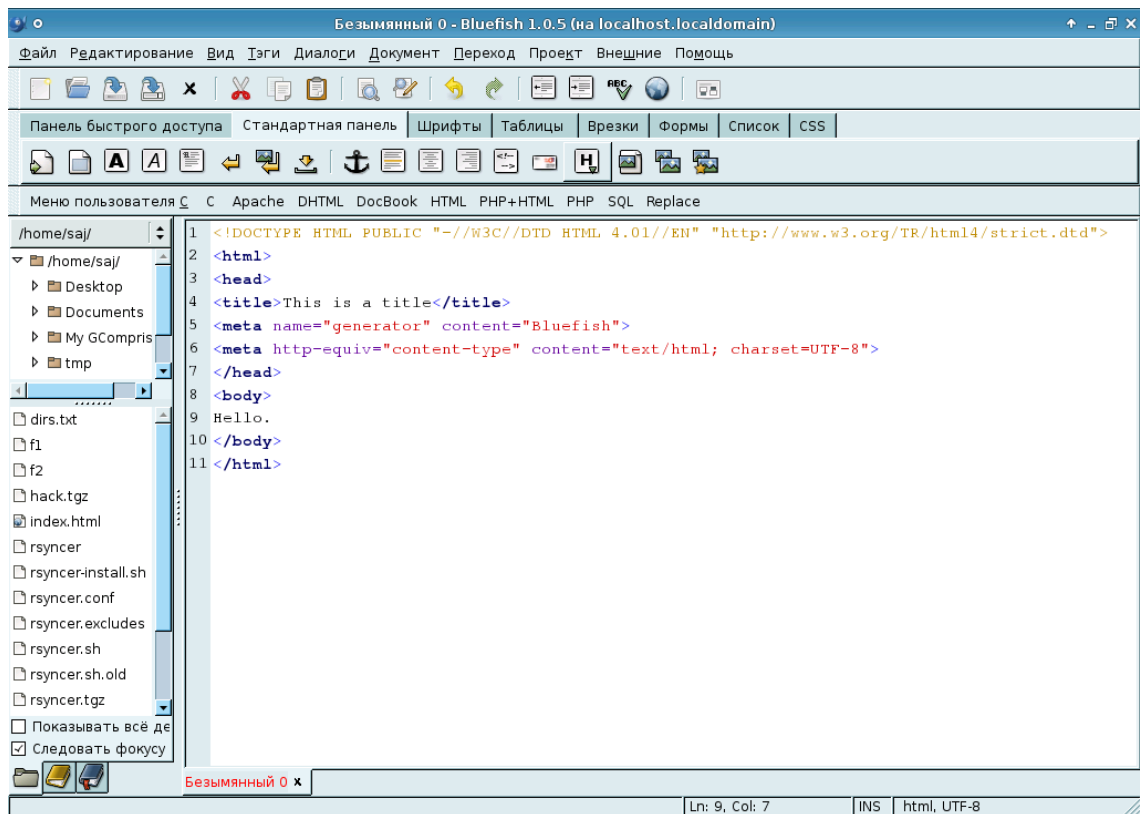 Безымянный 0 - Bluefish 1.0.5 (на localhost.localdomain)
Файл Редактирование Вид Тэги Диалоги Документ Переход Проект Внешние Помощь
ABC
Панель быстрого доступа Стандартная панель Шрифты Таблицы Врезки Формы Список CSS
A A H
Меню пользователя C C Apache DHTML DocBook HTML PHP+HTML PHP SQL Replace
/home/saj/
/home/saj/
Desktop
Documents
My GCompris
tmp
dirs.txt
f1
f2
hack.tgz
index.html
rsyncer
rsyncer-install.sh
rsyncer.conf
rsyncer.excludes
rsyncer.sh
rsyncer.sh.old
rsyncer.tgz
Показывать всё де
Следовать фокусу
1 <!DOCTYPE HTML PUBLIC "-//W3C//DTD HTML 4.01//EN" "http://www.w3.org/TR/html4/strict.dtd">
2 <html>
3 <head>
4 <title>This is a title</title>
5 <meta name="generator" content="Bluefish">
6 <meta http-equiv="content-type" content="text/html; charset=UTF-8">
7 </head>
8 <body>
9 Hello.
10 </body>
11 </html>
Безымянный 0 x
Ln: 9, Col: 7 INS html, UTF-8